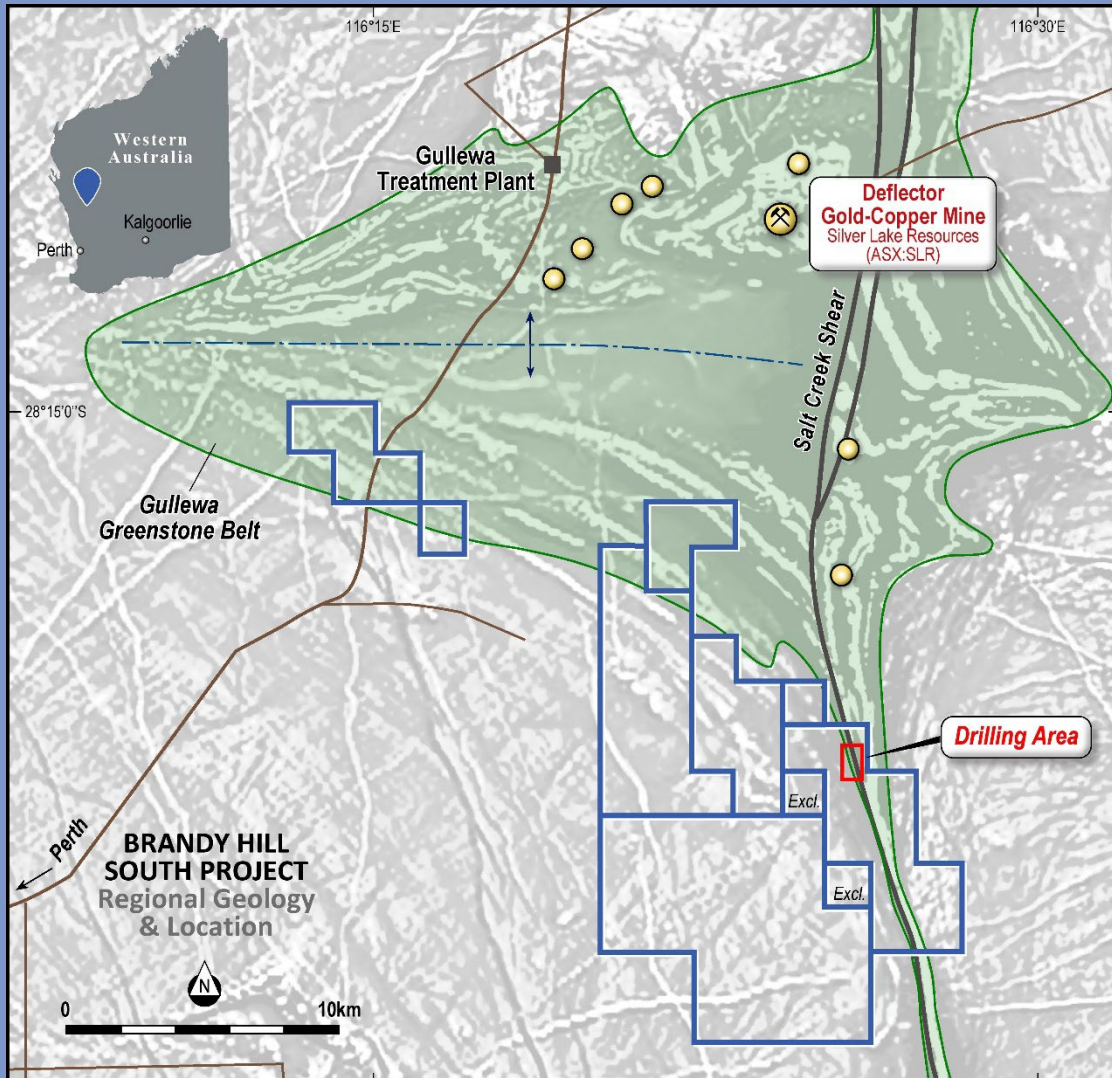 116°15'E
116°30'E
Western
Australia
Kalgoorlie
Perth
Gullewa
Treatment Plant
Deflector
Gold-Copper Mine
Silver Lake Resources
(ASX:SLR)
Salt Creek Shear
28°15'0"S
Gullewa
Greenstone Belt
Drilling Area
Excl.
Excl.
Perth
BRANDY HILL
SOUTH PROJECT
Regional Geology
& Location
N
0
10km